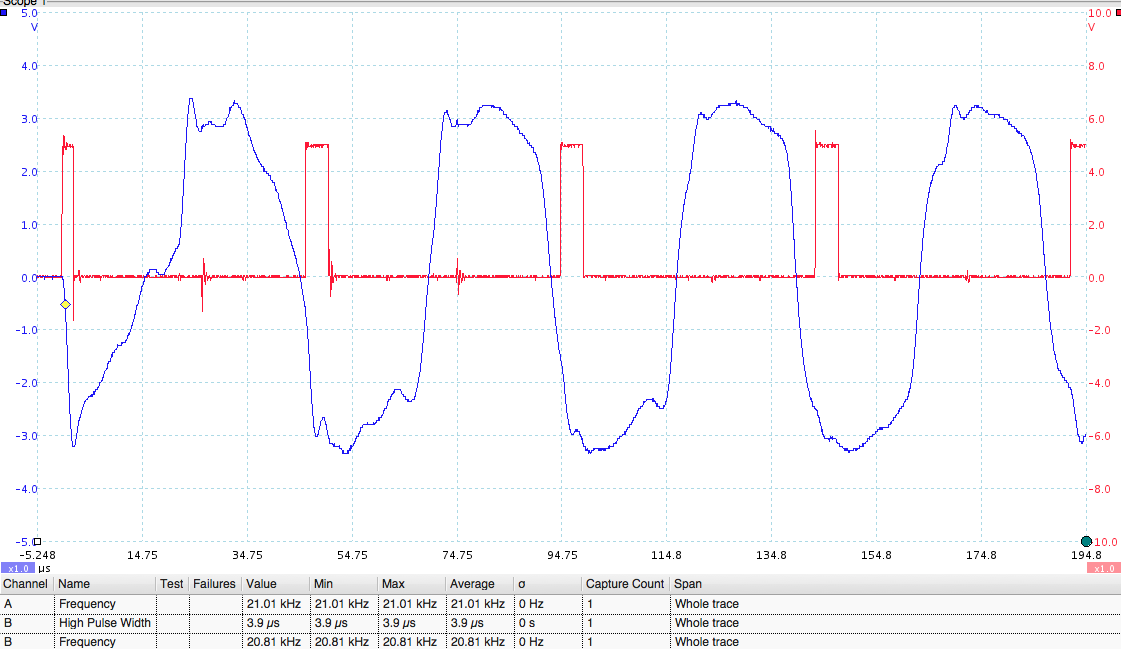 Scope 1
5.0 10.0
V V
4.0 8.0
3.0 6.0
2.0 4.0
1.0 2.0
0.0 0.0
-1.0 -2.0
-2.0 -4.0
-3.0 -6.0
-4.0 -8.0
-5.0 -10.0
-5.248 14.75 34.75 54.75 74.75 94.75 114.8 134.8 154.8 174.8 194.8
x1.0 µs x1.0
Channel Name Test Failures Value Min Max Average σ Capture Count Span
A Frequency 21.01 kHz 21.01 kHz 21.01 kHz 21.01 kHz 0 Hz 1 Whole trace
B High Pulse Width 3.9 µs 3.9 µs 3.9 µs 3.9 µs 0 s 1 Whole trace
B Frequency 20.81 kHz 20.81 kHz 20.81 kHz 20.81 kHz 0 Hz 1 Whole trace